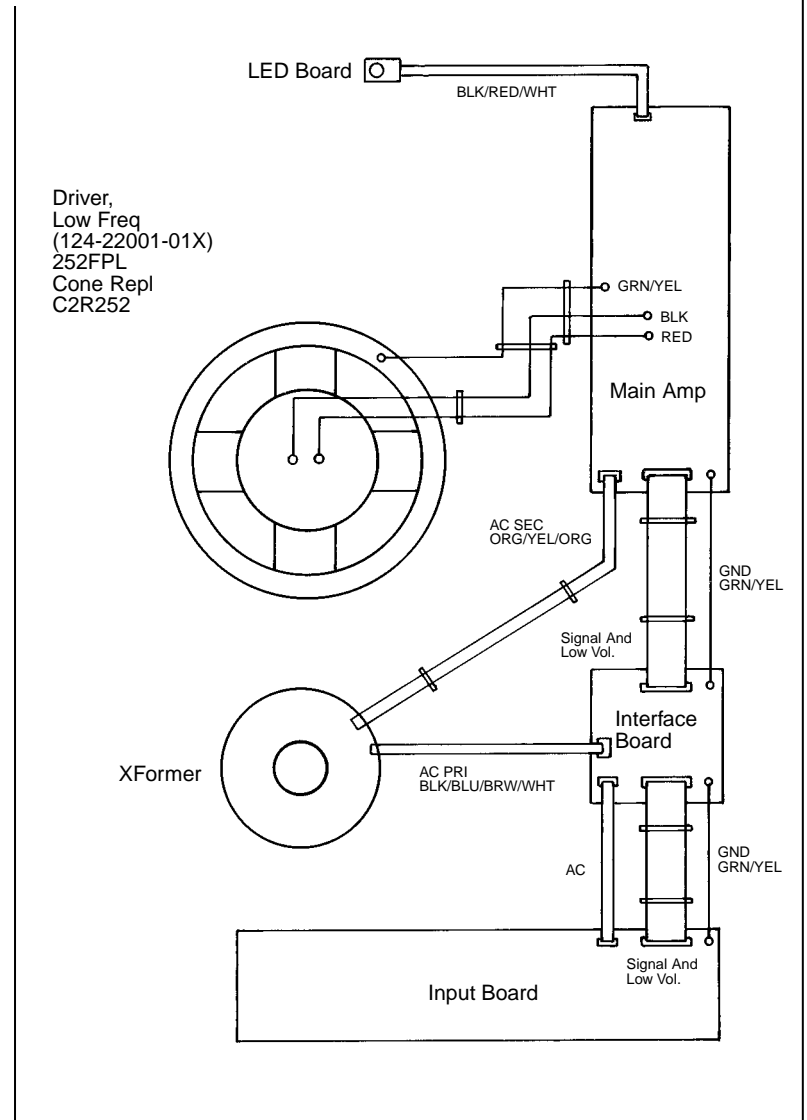 LED Board
BLK/RED/WHT
Driver,
Low Freq
(124-22001-01X)
252FPL
Cone Repl
C2R252
GRN/YEL
BLK
RED
Main Amp
AC SEC
ORG/YEL/ORG
GND
GRN/YEL
Signal And
Low Vol.
Interface
Board
XFormer
AC PRI
BLK/BLU/BRW/WHT
AC
GND
GRN/YEL
Signal And
Low Vol.
Input Board